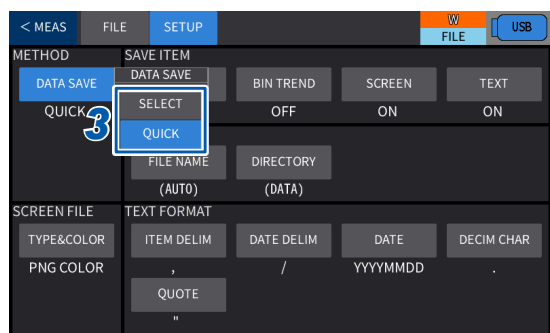 < MEAS FILE SETUP W FILE USB
METHOD SAVE ITEM
DATA SAVE DATA SAVE BIN TREND SCREEN TEXT
QUICK SELECT OFF ON ON
3 QUICK
FILE NAME DIRECTORY
(AUTO) (DATA)
SCREEN FILE TEXT FORMAT
TYPE&COLOR ITEM DELIM DATE DELIM DATE DECIM CHAR
PNG COLOR , / YYYYMMDD .
QUOTE
"